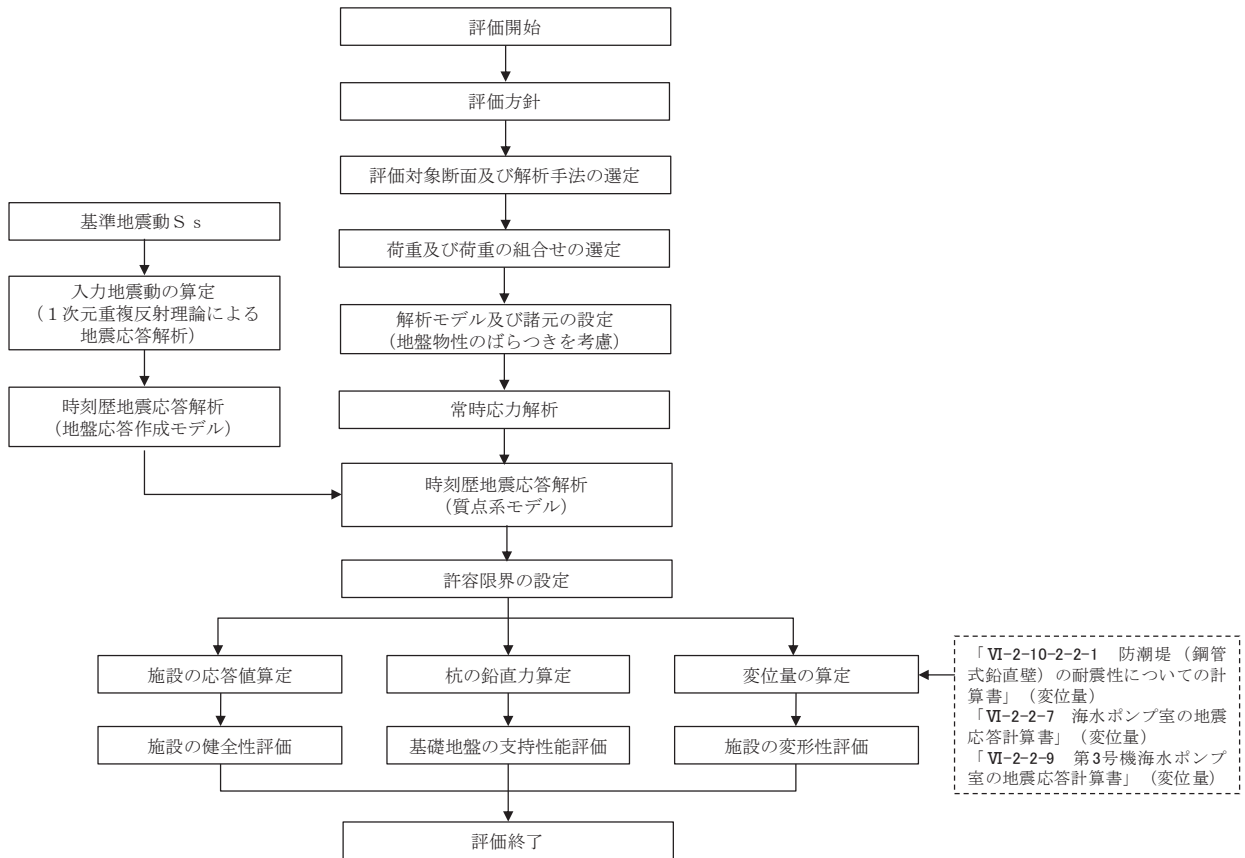 評価開始
評価方針
評価対象断面及び解析手法の選定
基準地震動Ｓｓ
荷重及び荷重の組合せの選定
入力地震動の算定
（１次元重複反射理論による
地震応答解析）
解析モデル及び諸元の設定
（地盤物性のばらつきを考慮）
時刻歴地震応答解析
（地盤応答作成モデル）
常時応力解析
時刻歴地震応答解析
（質点系モデル）
許容限界の設定
施設の応答値算定
杭の鉛直力算定
変位量の算定
「Ⅵ-2-10-2-2-1　防潮堤（鋼管
式鉛直壁）の耐震性についての計
算書」（変位量）
「Ⅵ-2-2-7　海水ポンプ室の地震
応答計算書」（変位量）
「Ⅵ-2-2-9　第3号機海水ポンプ
室の地震応答計算書」（変位量）
施設の健全性評価
基礎地盤の支持性能評価
施設の変形性評価
評価終了